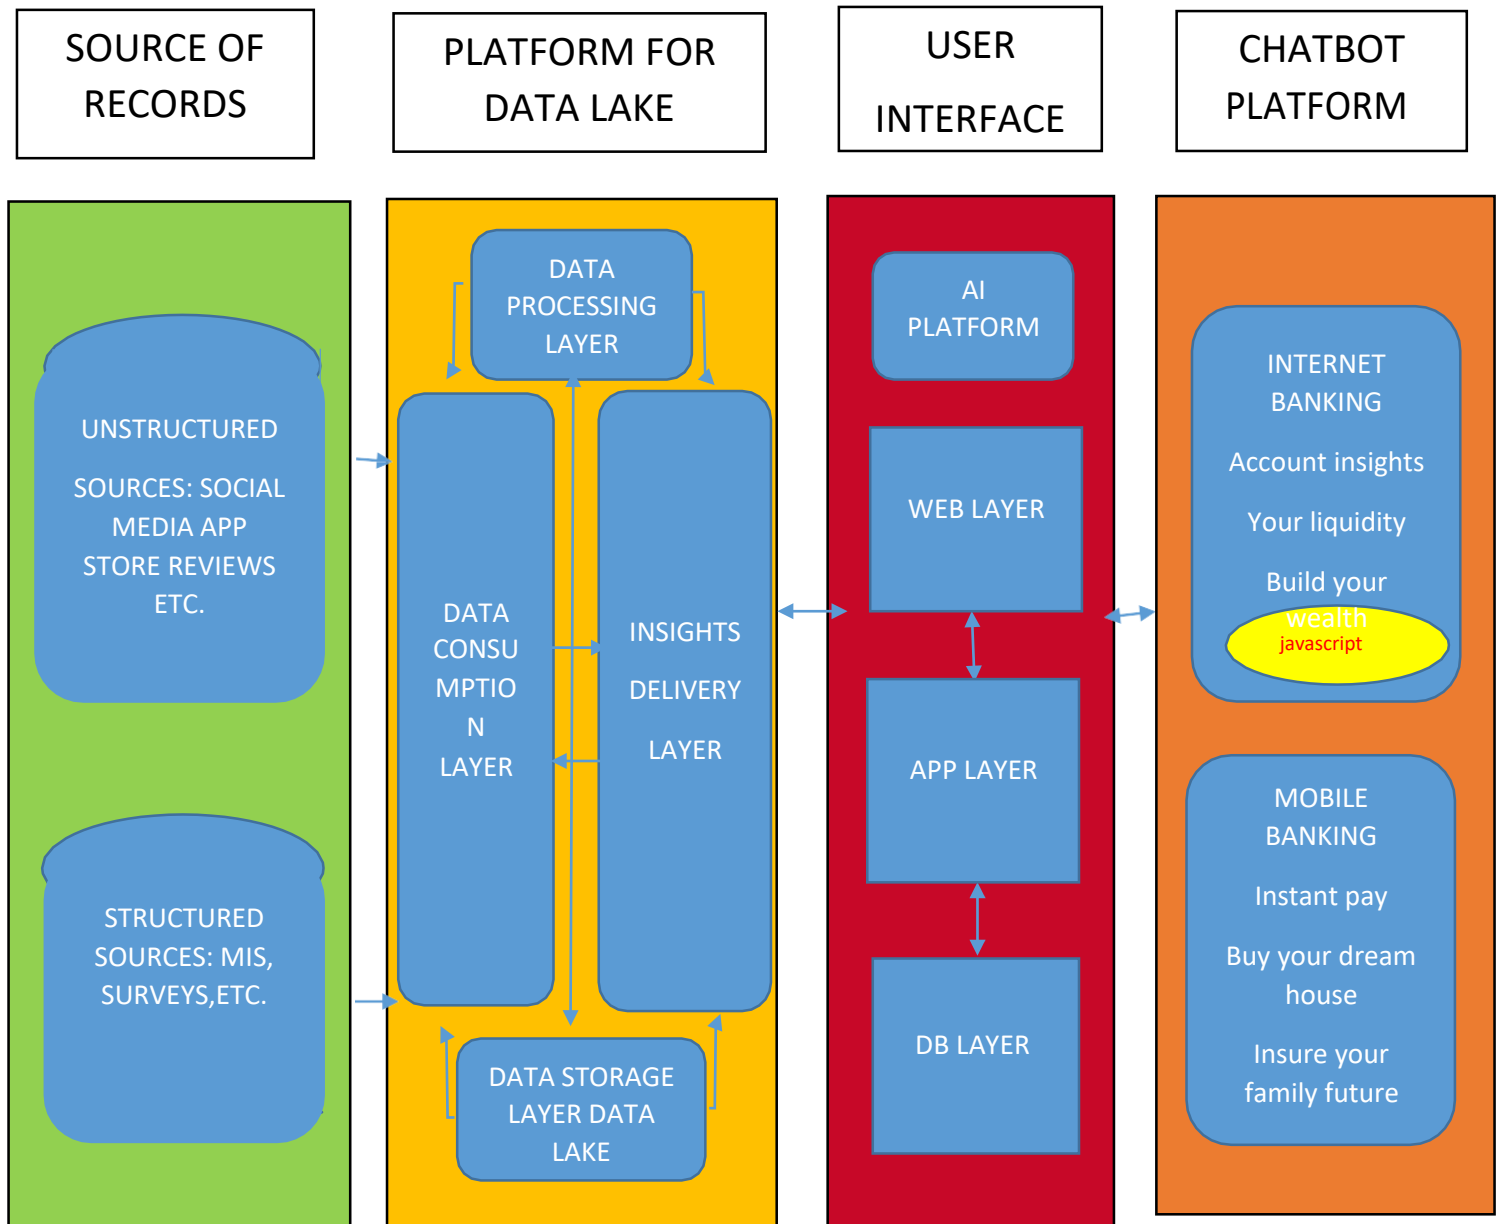 SOURCE OF
RECORDS
PLATFORM FOR
DATA LAKE
USER
INTERFACE
CHATBOT
PLATFORM
UNSTRUCTURED
SOURCES: SOCIAL
MEDIA APP
STORE REVIEWS
ETC.
STRUCTURED
SOURCES: MIS,
SURVEYS,ETC.
DATA
PROCESSING
LAYER
DATA
CONSU
MPTIO
N
LAYER
INSIGHTS
DELIVERY
LAYER
DATA STORAGE
LAYER DATA
LAKE
AI
PLATFORM
WEB LAYER
APP LAYER
DB LAYER
INTERNET
BANKING
Account insights
Your liquidity
Build your
wealth
javascript
MOBILE
BANKING
Instant pay
Buy your dream
house
Insure your
family future